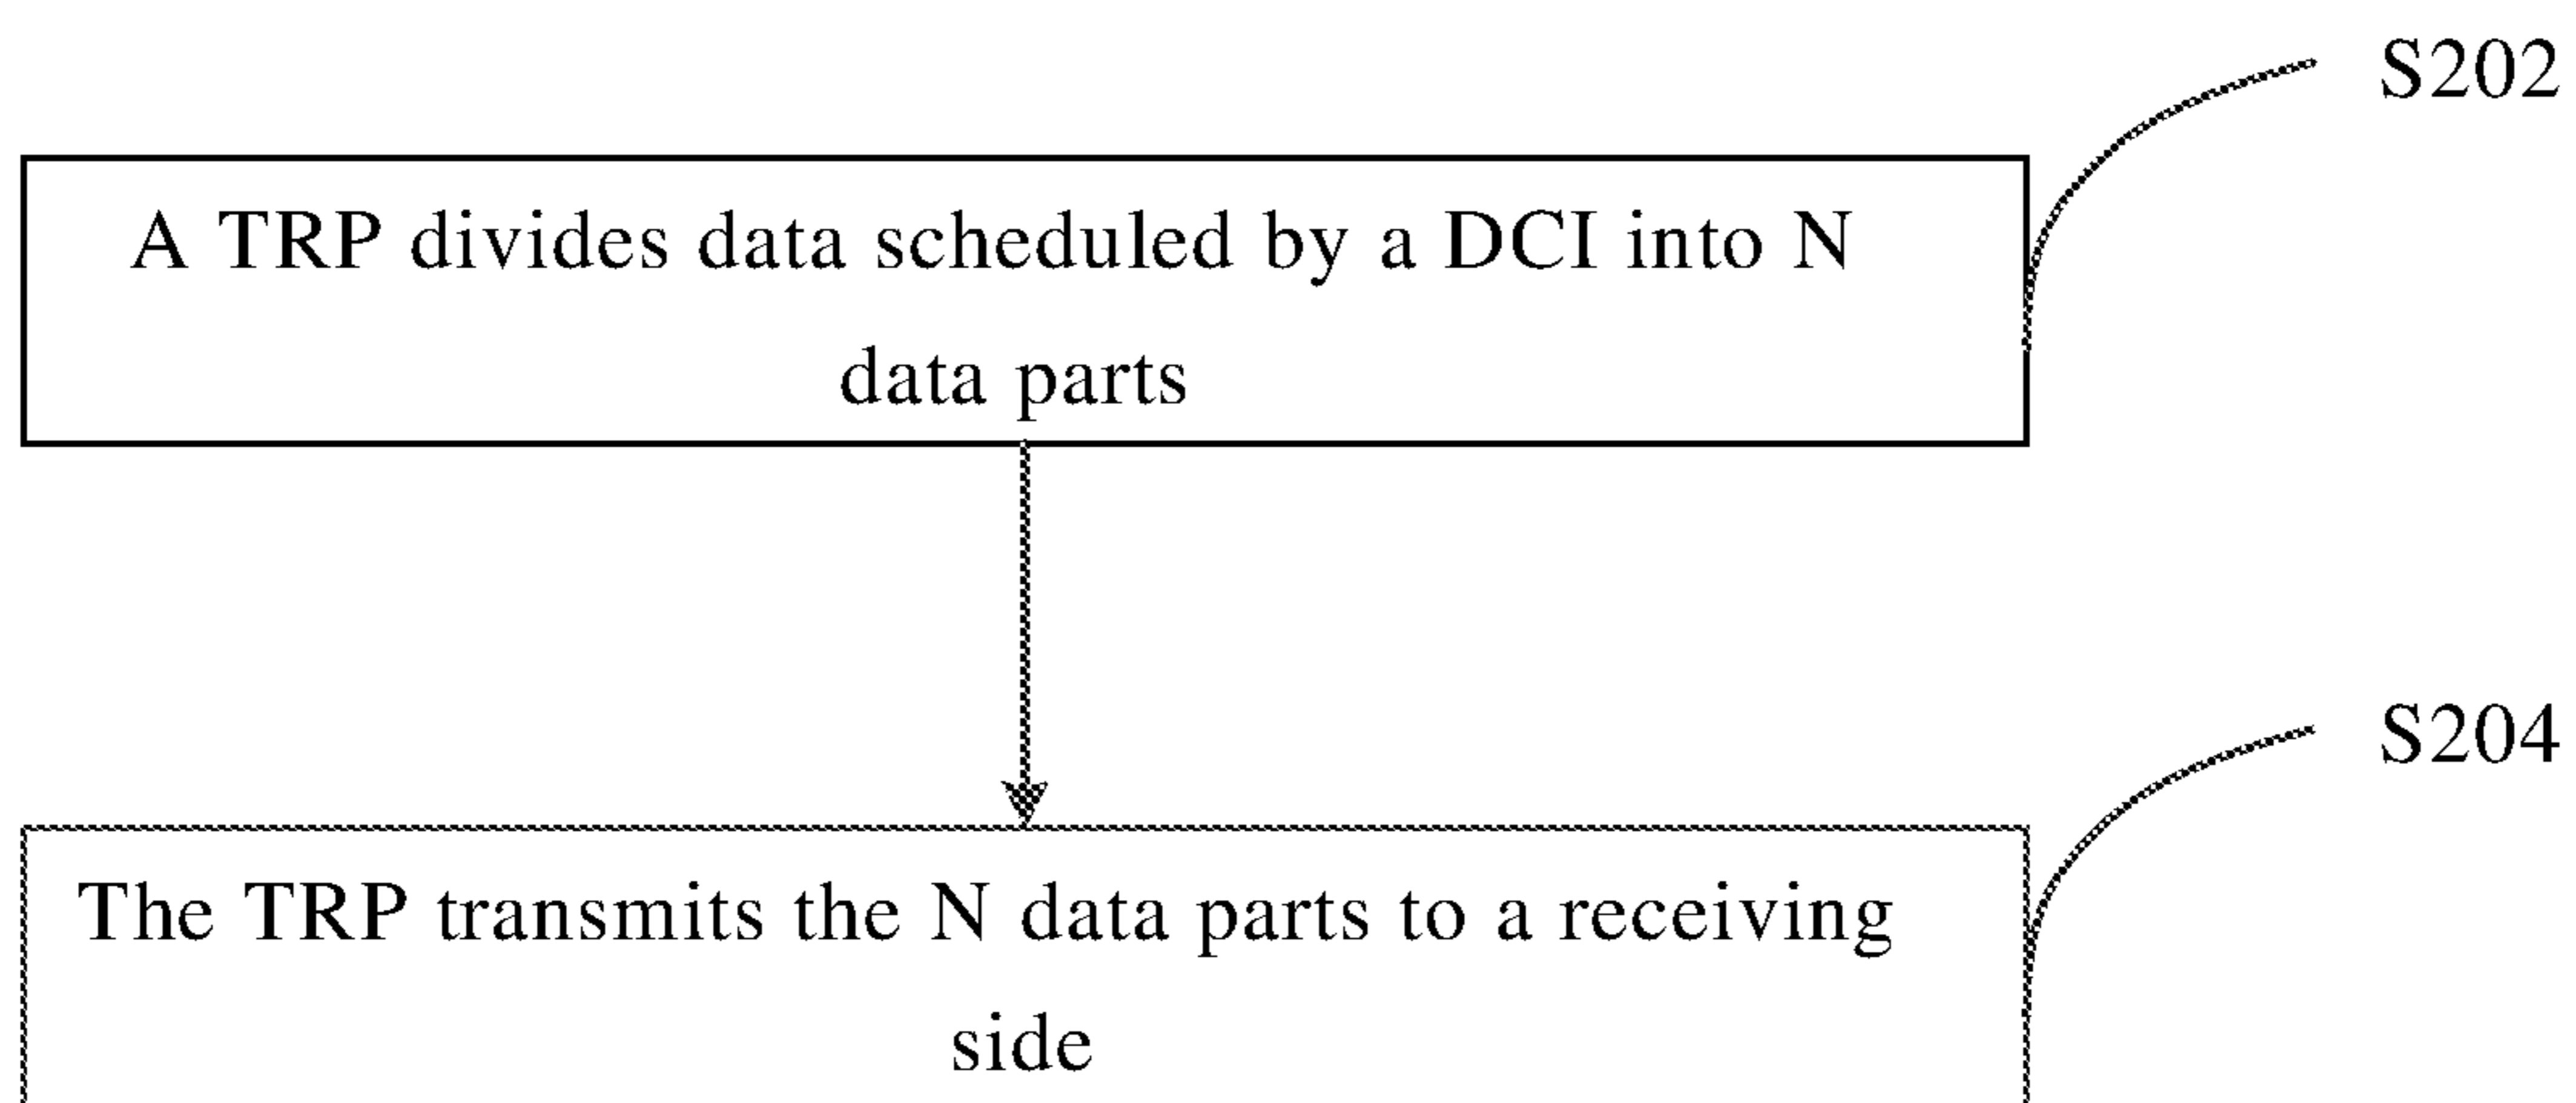 S202
A TRP divides data scheduled by a DCI into N
data parts
S204
The TRP transmits the N data parts to a receiving
side